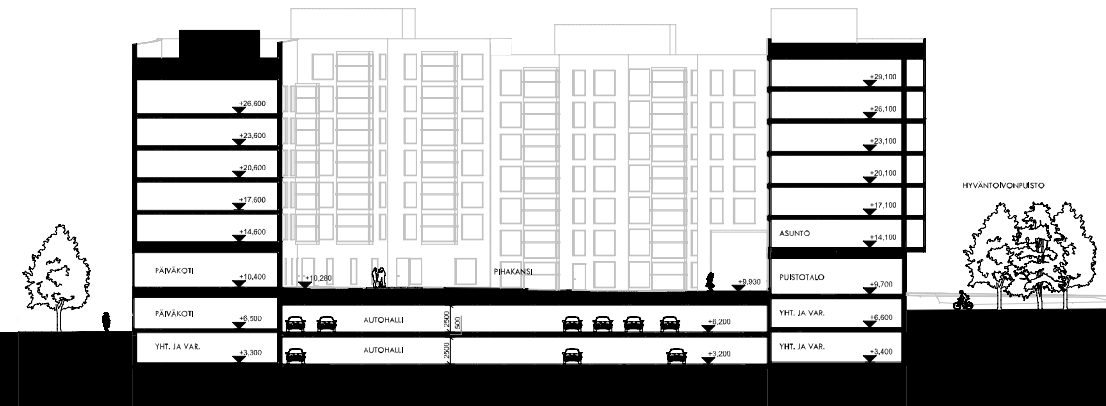 +26,600
+23,600
+20,600
+17,600
+14,600
PÄIVÄKOTI
+10,400
PÄIVÄKOTI
+6,500
YHT. JA VAR.
+3,300
+10,280
PIHAKANSI
+9,930
AUTOHALLI
2500
500
+6,200
AUTOHALLI
2500
+3,200
+29,100
+26,100
+23,100
+20,100
+17,100
ASUNTO
+14,100
PUISTOTALO
+9,700
YHT. JA VAR.
+6,600
YHT. JA VAR.
+3,400
HYVÄNTOIVONPUISTO